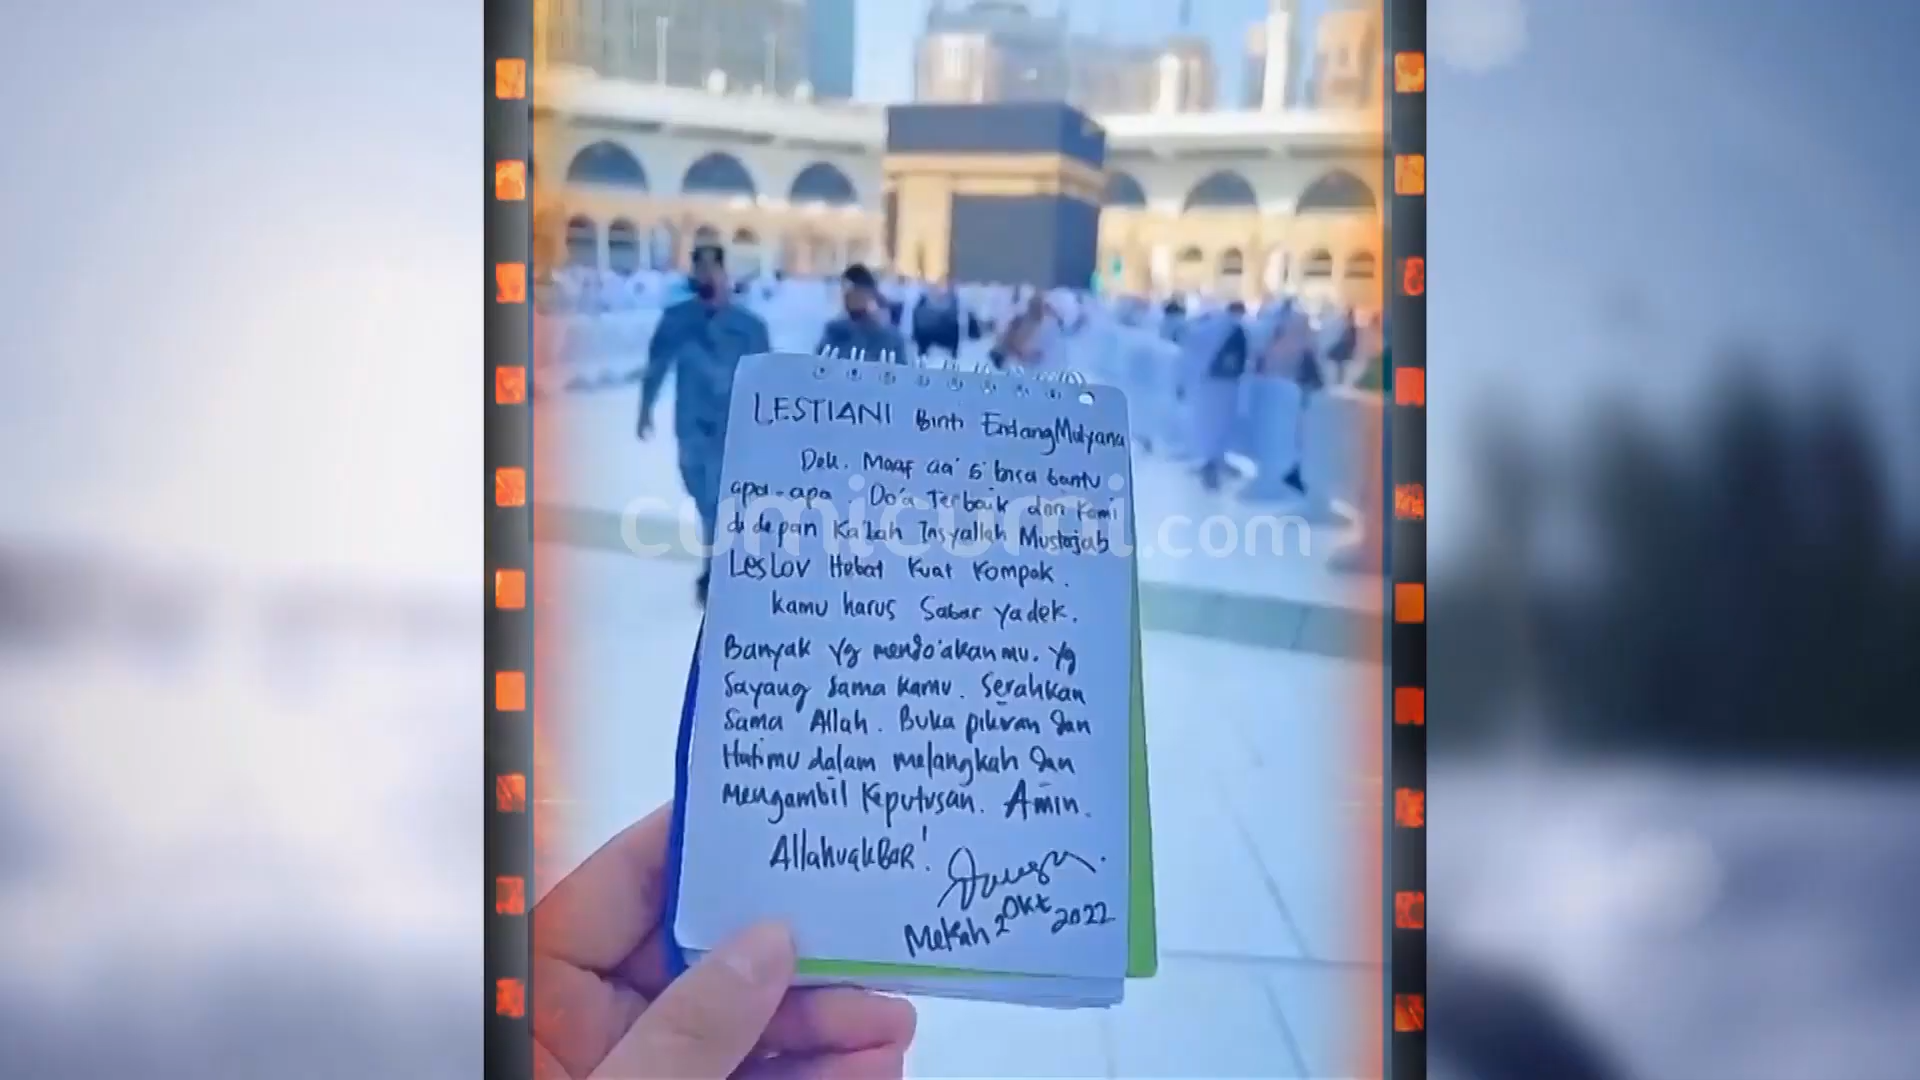 LESTIANI Binti Endang Mulyana
Dek. Maaf aa' G bisa bantu
apa-apa. Do'a Terbaik dari Kami
di depan Ka'bah Insyallah Mustajab
Leslov Hebat Kuat Kompak.
Kamu harus Sabar ya dek.
Banyak yg mendo'akanmu. Yg
Sayang Sama Kamu. Serahkan
Sama Allah. Buka pikiran dan
Hatimu dalam melangkah dan
Mengambil Keputusan. Amin.
AllahuakBar!
Mekah 2 Okt 2022
cumicumi.com